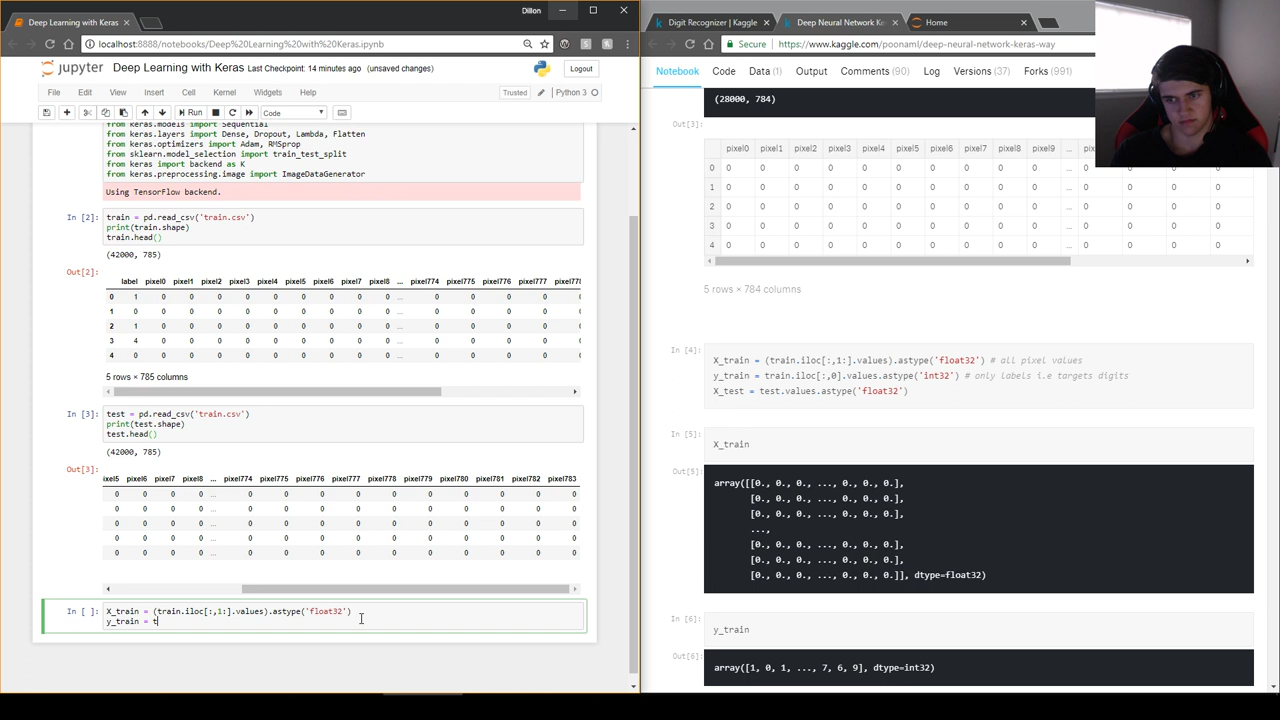 Deep Learning with Keras
Dillon
localhost:8888/notebooks/Deep%20Learning%20with%20Keras.ipynb
jupyter Deep Learning with Keras Last Checkpoint: 14 minutes ago (unsaved changes)
Logout
File Edit View Insert Cell Kernel Widgets Help
Trusted Python 3
Run Code
from keras.models import Sequential
from keras.layers import Dense, Dropout, Lambda, Flatten
from keras.optimizers import Adam, RMSprop
from sklearn.model_selection import train_test_split
from keras import backend as K
from keras.preprocessing.image import ImageDataGenerator
Using TensorFlow backend.
In [2]: train = pd.read_csv('train.csv')
print(train.shape)
train.head()
(42000, 785)
Out[2]:
label pixel0 pixel1 pixel2 pixel3 pixel4 pixel5 pixel6 pixel7 pixel8 ... pixel774 pixel775 pixel776 pixel777 pixel778
0 1 0 0 0 0 0 0 0 0 0 ... 0 0 0 0 0
1 0 0 0 0 0 0 0 0 0 0 ... 0 0 0 0 0
2 1 0 0 0 0 0 0 0 0 0 ... 0 0 0 0 0
3 4 0 0 0 0 0 0 0 0 0 ... 0 0 0 0 0
4 0 0 0 0 0 0 0 0 0 0 ... 0 0 0 0 0
5 rows × 785 columns
In [3]: test = pd.read_csv('train.csv')
print(test.shape)
test.head()
(42000, 785)
Out[3]:
ixel5 pixel6 pixel7 pixel8 ... pixel774 pixel775 pixel776 pixel777 pixel778 pixel779 pixel780 pixel781 pixel782 pixel783
0 0 0 0 ... 0 0 0 0 0 0 0 0 0 0
0 0 0 0 ... 0 0 0 0 0 0 0 0 0 0
0 0 0 0 ... 0 0 0 0 0 0 0 0 0 0
0 0 0 0 ... 0 0 0 0 0 0 0 0 0 0
0 0 0 0 ... 0 0 0 0 0 0 0 0 0 0
In [ ]: X_train = (train.iloc[:,1:].values).astype('float32')
y_train = t
Digit Recognizer | Kaggle
Deep Neural Network Ke
Home
Secure https://www.kaggle.com/poonaml/deep-neural-network-keras-way
Notebook Code Data (1) Output Comments (90) Log Versions (37) Forks (991)
(28000, 784)
Out[3]:
pixel0 pixel1 pixel2 pixel3 pixel4 pixel5 pixel6 pixel7 pixel8 pixel9 ...
0 0 0 0 0 0 0 0 0 0 0 ... 0 0 0
1 0 0 0 0 0 0 0 0 0 0 ... 0 0 0
2 0 0 0 0 0 0 0 0 0 0 ... 0 0 0
3 0 0 0 0 0 0 0 0 0 0 ... 0 0 0
4 0 0 0 0 0 0 0 0 0 0 ... 0 0 0
5 rows × 784 columns
In [4]:
X_train = (train.iloc[:,1:].values).astype('float32') # all pixel values
y_train = train.iloc[:,0].values.astype('int32') # only labels i.e targets digits
X_test = test.values.astype('float32')
In [5]:
X_train
Out[5]:
array([[0., 0., 0., ..., 0., 0., 0.],
[0., 0., 0., ..., 0., 0., 0.],
[0., 0., 0., ..., 0., 0., 0.],
...,
[0., 0., 0., ..., 0., 0., 0.],
[0., 0., 0., ..., 0., 0., 0.],
[0., 0., 0., ..., 0., 0., 0.]], dtype=float32)
In [6]:
y_train
Out[6]:
array([1, 0, 1, ..., 7, 6, 9], dtype=int32)